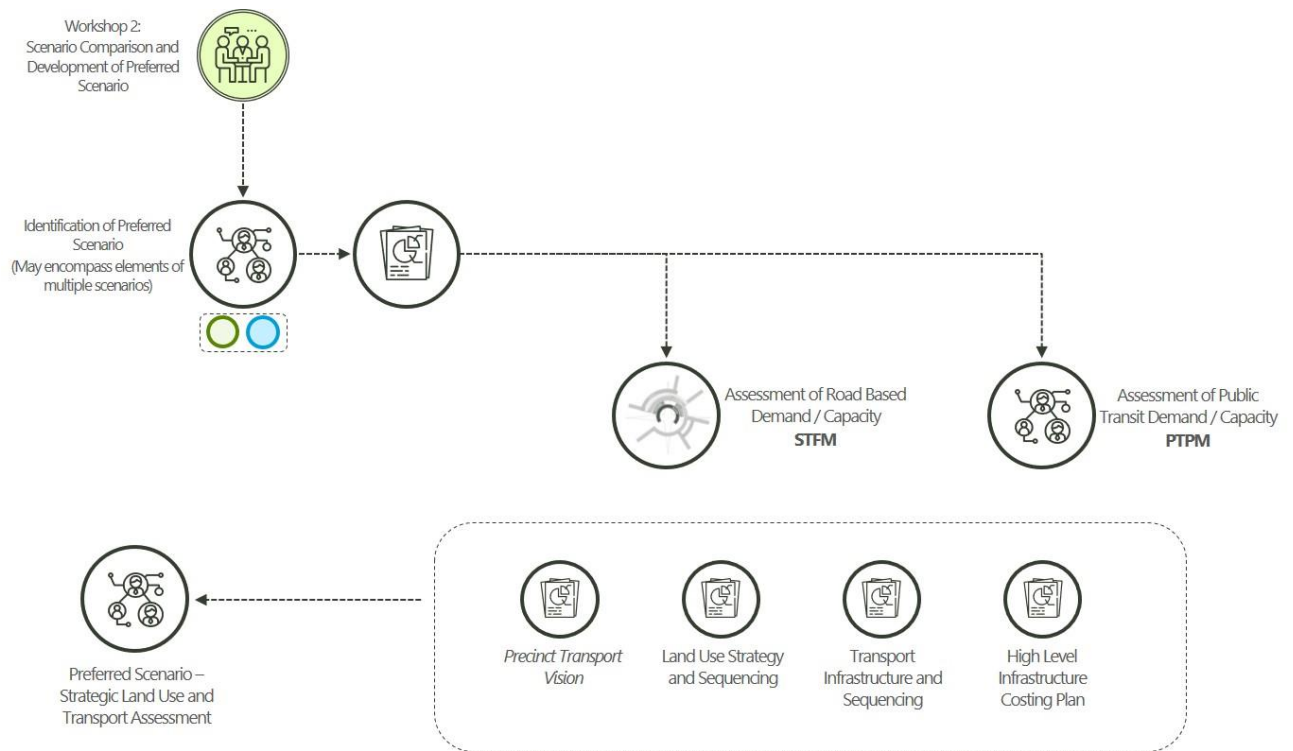 Workshop 2:
Scenario Comparison and
Development of Preferred
Scenario
Identification of Preferred
Scenario
(May encompass elements of
multiple scenarios)
Assessment of Road Based
Demand / Capacity
STFM
Assessment of Public
Transit Demand / Capacity
PTPM
Preferred Scenario –
Strategic Land Use and
Transport Assessment
Precinct Transport
Vision
Land Use Strategy
and Sequencing
Transport
Infrastructure and
Sequencing
High Level
Infrastructure
Costing Plan